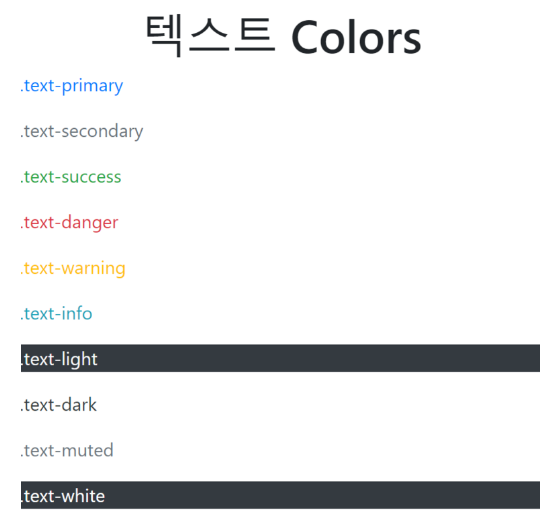 텍스트 Colors
.text-primary
.text-secondary
.text-success
.text-danger
.text-warning
.text-info
.text-light
.text-dark
.text-muted
.text-white